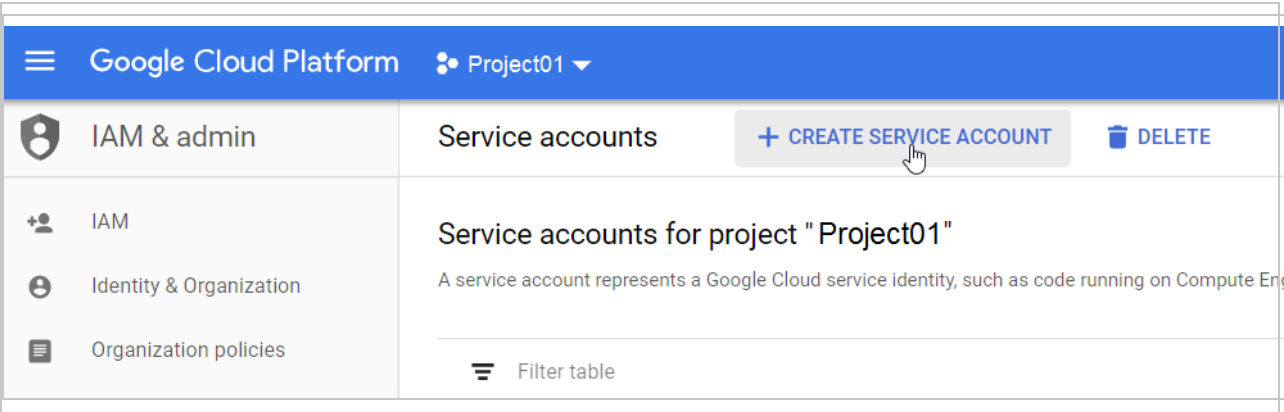 Google Cloud Platform Project01
IAM & admin
Service accounts + CREATE SERVICE ACCOUNT DELETE
IAM
Identity & Organization
Organization policies
Service accounts for project "Project01"
A service account represents a Google Cloud service identity, such as code running on Compute
Filter table